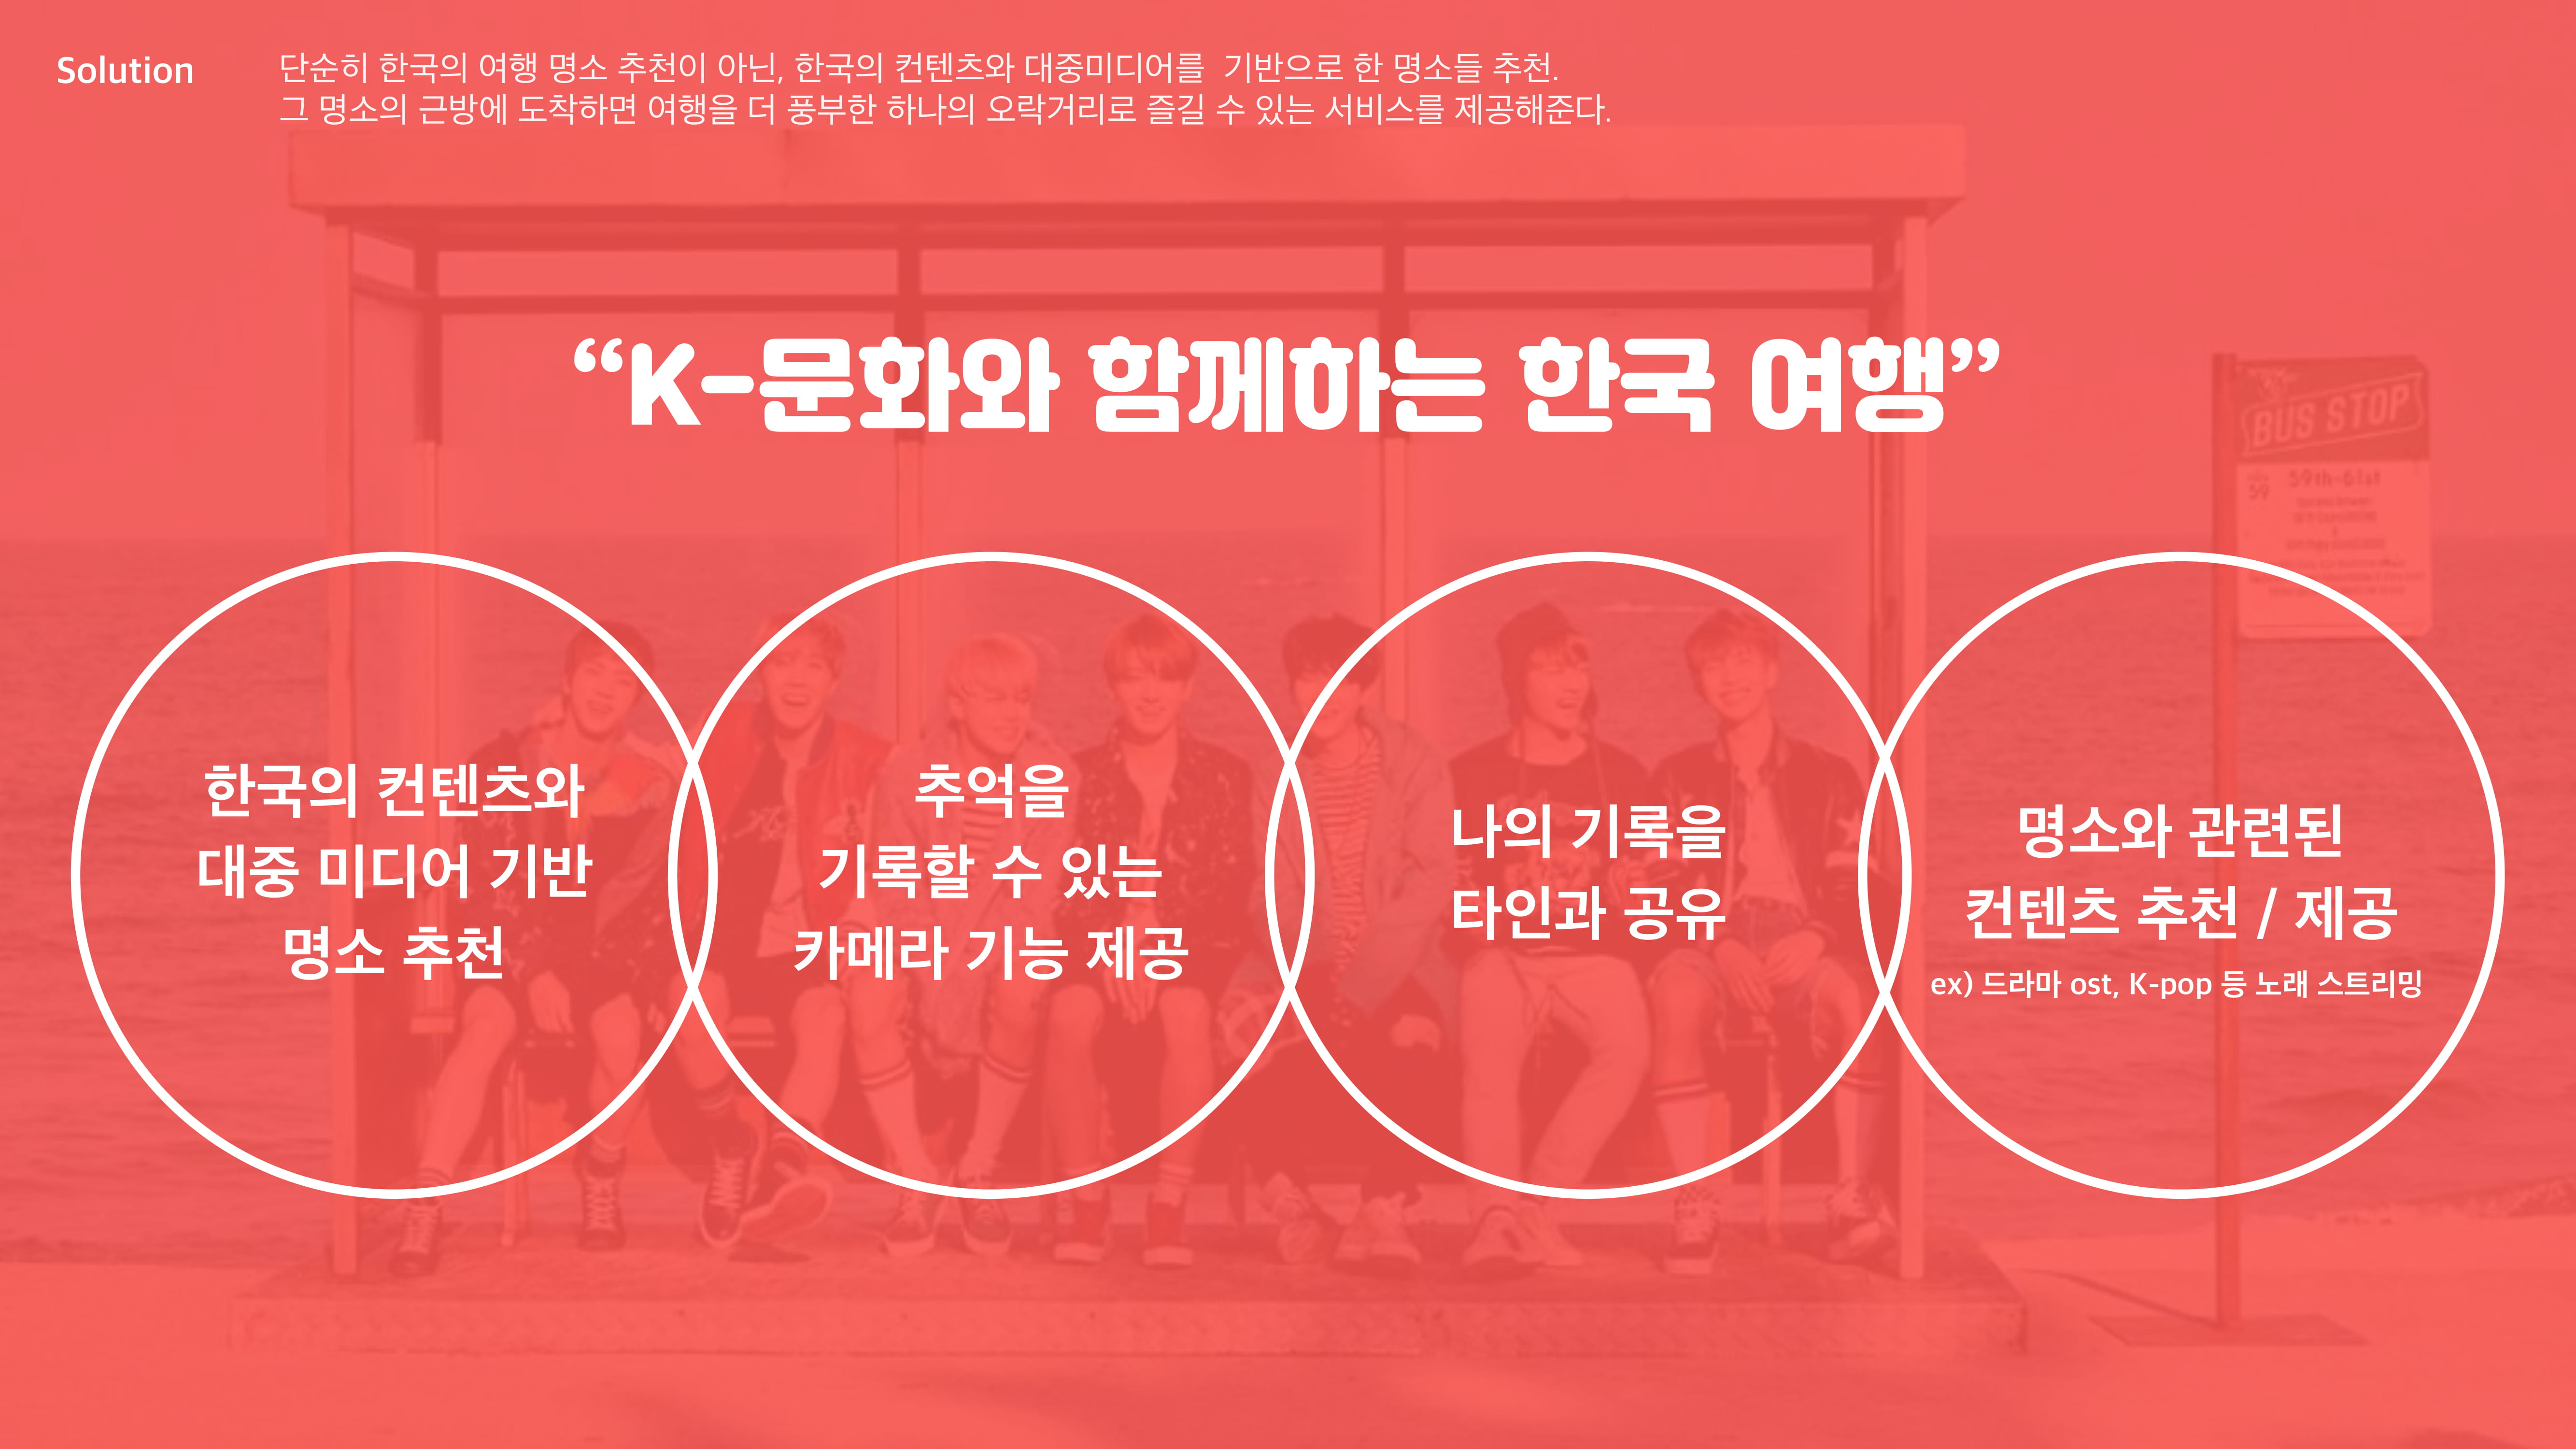 Solution
단순히 한국의 여행 명소 추천이 아닌, 한국의 컨텐츠와 대중미디어를 기반으로 한 명소들 추천.
그 명소의 근방에 도착하면 여행을 더 풍부한 하나의 오락거리로 즐길 수 있는 서비스를 제공해준다.
“K-문화와 함께하는 한국 여행”
BUS STOP
59th-61st
59
한국의 컨텐츠와
대중 미디어 기반
명소 추천
추억을
기록할 수 있는
카메라 기능 제공
나의 기록을
타인과 공유
명소와 관련된
컨텐츠 추천 / 제공
ex) 드라마 ost, K-pop 등 노래 스트리밍